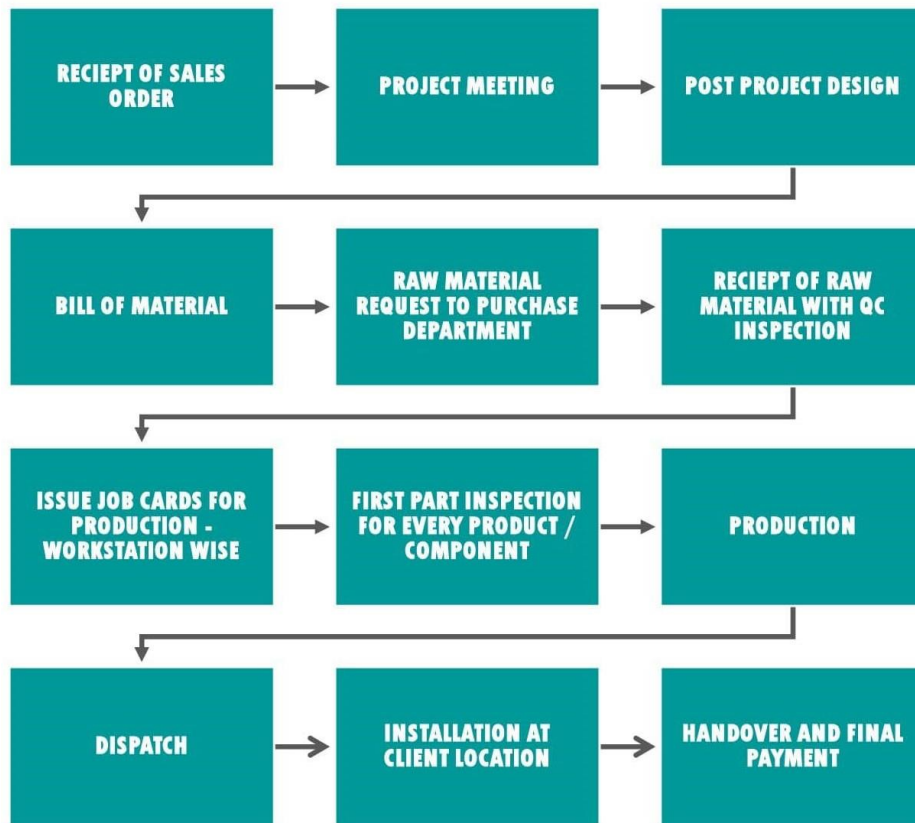 RECIEPT OF SALES
ORDER
PROJECT MEETING
POST PROJECT DESIGN
BILL OF MATERIAL
RAW MATERIAL
REQUEST TO PURCHASE
DEPARTMENT
RECIEPT OF RAW
MATERIAL WITH QC
INSPECTION
ISSUE JOB CARDS FOR
PRODUCTION -
WORKSTATION WISE
FIRST PART INSPECTION
FOR EVERY PRODUCT /
COMPONENT
PRODUCTION
DISPATCH
INSTALLATION AT
CLIENT LOCATION
HANDOVER AND FINAL
PAYMENT